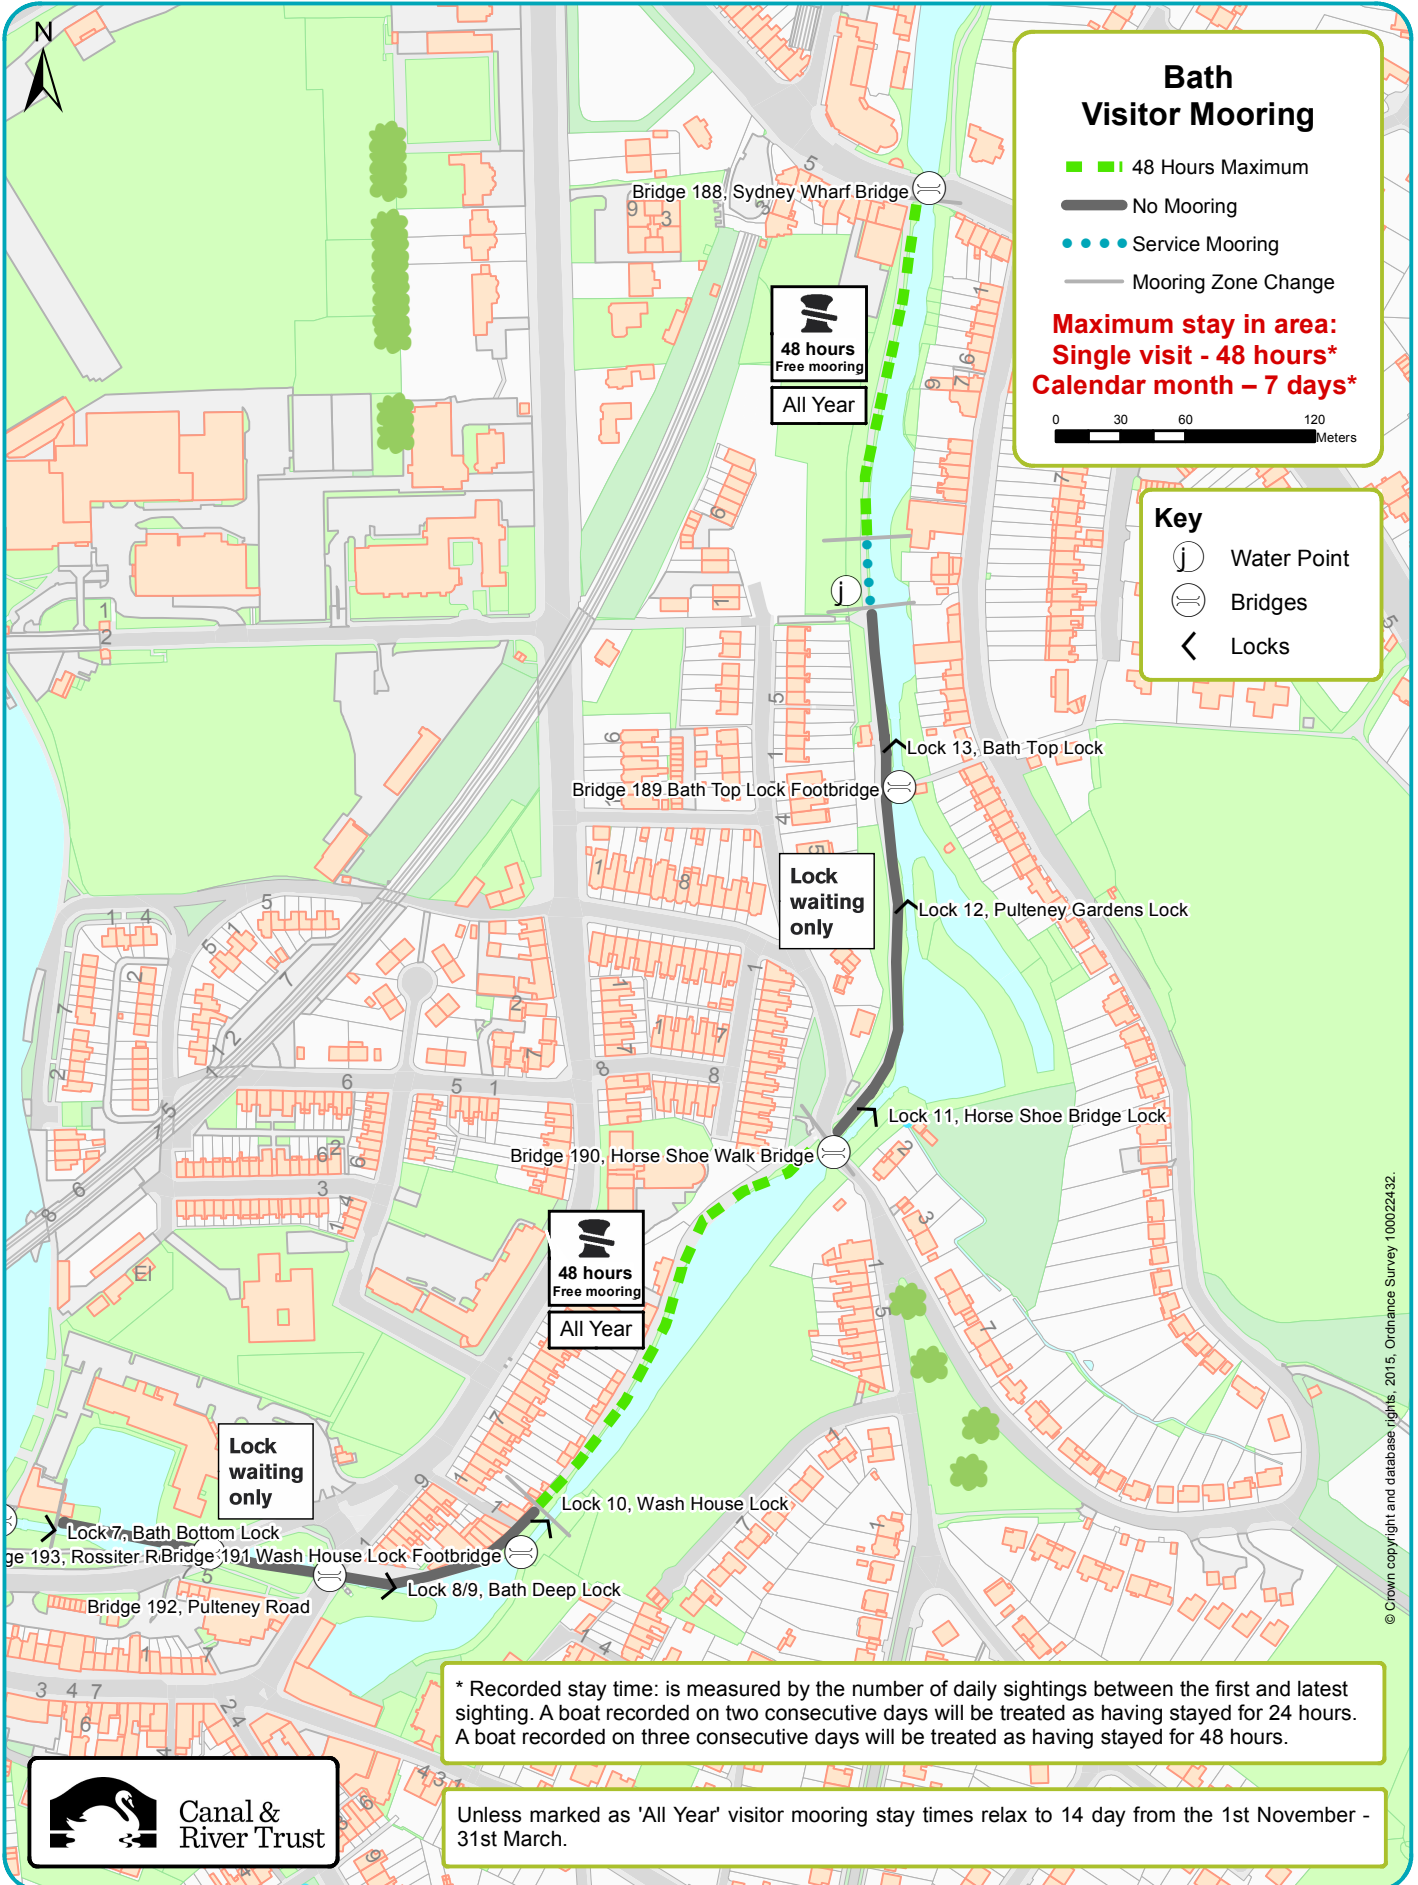 N
Bath
Visitor Mooring
48 Hours Maximum
No Mooring
Service Mooring
Mooring Zone Change
Maximum stay in area:
Single visit - 48 hours*
Calendar month – 7 days*
0 30 60 120
Meters
Key
j Water Point
Bridges
Locks
Bridge 188, Sydney Wharf Bridge
48 hours
Free mooring
All Year
j
Lock 13, Bath Top Lock
Bridge 189 Bath Top Lock Footbridge
Lock
waiting
only
Lock 12, Pulteney Gardens Lock
Lock 11, Horse Shoe Bridge Lock
Bridge 190, Horse Shoe Walk Bridge
48 hours
Free mooring
All Year
El
Lock
waiting
only
Lock 10, Wash House Lock
Lock 7, Bath Bottom Lock
ge 193, Rossiter R
Bridge 191 Wash House Lock Footbridge
Lock 8/9, Bath Deep Lock
Bridge 192, Pulteney Road
© Crown copyright and database rights, 2015, Ordnance Survey 100022432.
* Recorded stay time: is measured by the number of daily sightings between the first and latest
sighting. A boat recorded on two consecutive days will be treated as having stayed for 24 hours.
A boat recorded on three consecutive days will be treated as having stayed for 48 hours.
Unless marked as 'All Year' visitor mooring stay times relax to 14 day from the 1st November -
31st March.
Canal &
River Trust